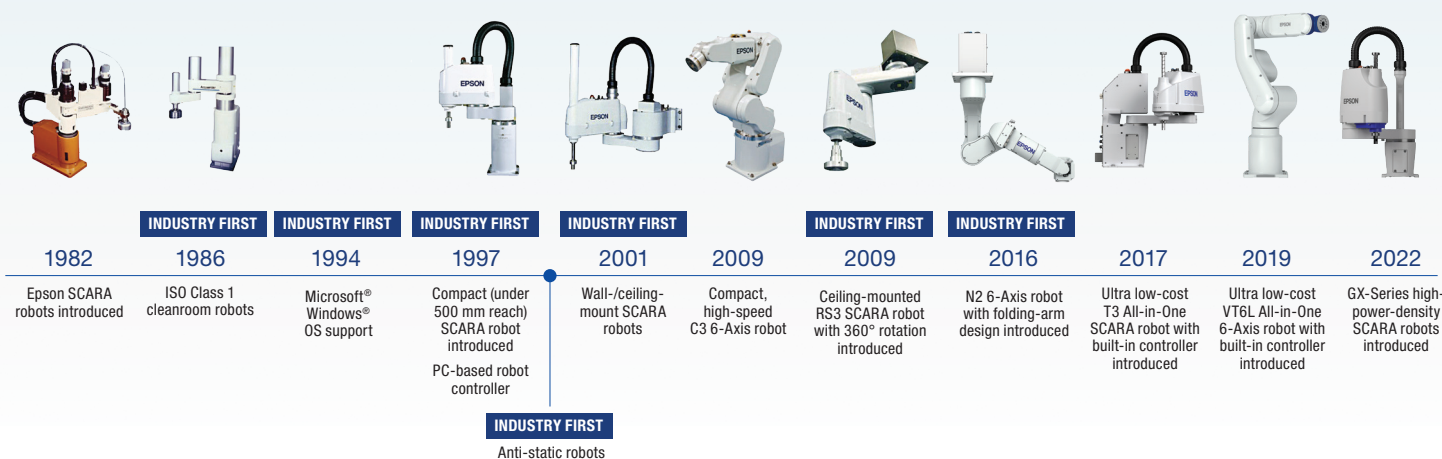 INDUSTRY FIRST
INDUSTRY FIRST
INDUSTRY FIRST
INDUSTRY FIRST
INDUSTRY FIRST
INDUSTRY FIRST
1982
1986
1994
1997
2001
2009
2009
2016
2017
2019
2022
Epson SCARA
robots introduced
ISO Class 1
cleanroom robots
Microsoft®
Windows®
OS support
Compact (under
500 mm reach)
SCARA robot
introduced
PC-based robot
controller
INDUSTRY FIRST
Anti-static robots
Wall-/ceiling-
mount SCARA
robots
Compact,
high-speed
C3 6-Axis robot
Ceiling-mounted
RS3 SCARA robot
with 360° rotation
introduced
N2 6-Axis robot
with folding-arm
design introduced
Ultra low-cost
T3 All-in-One
SCARA robot with
built-in controller
introduced
Ultra low-cost
VT6L All-in-One
6-Axis robot with
built-in controller
introduced
GX-Series high-
power-density
SCARA robots
introduced
EPSON
EPSON
EPSON
EPSON
EPSON
EPSON
EPSON
EPSON